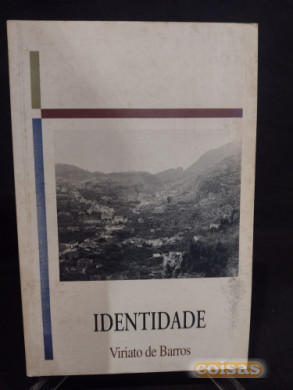 IDENTIDADE
Viriato de Barros
coisas